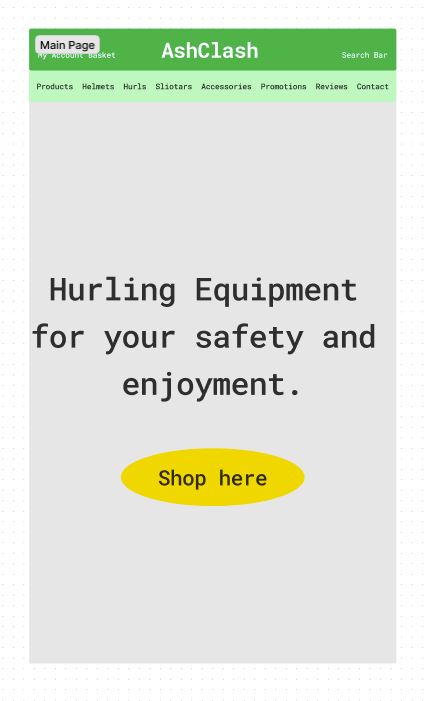 Main Page
My Account Basket
AshClash
Search Bar
Products Helmets Hurls Sliotars Accessories Promotions Reviews Contact
Hurling Equipment
for your safety and
enjoyment.
Shop here